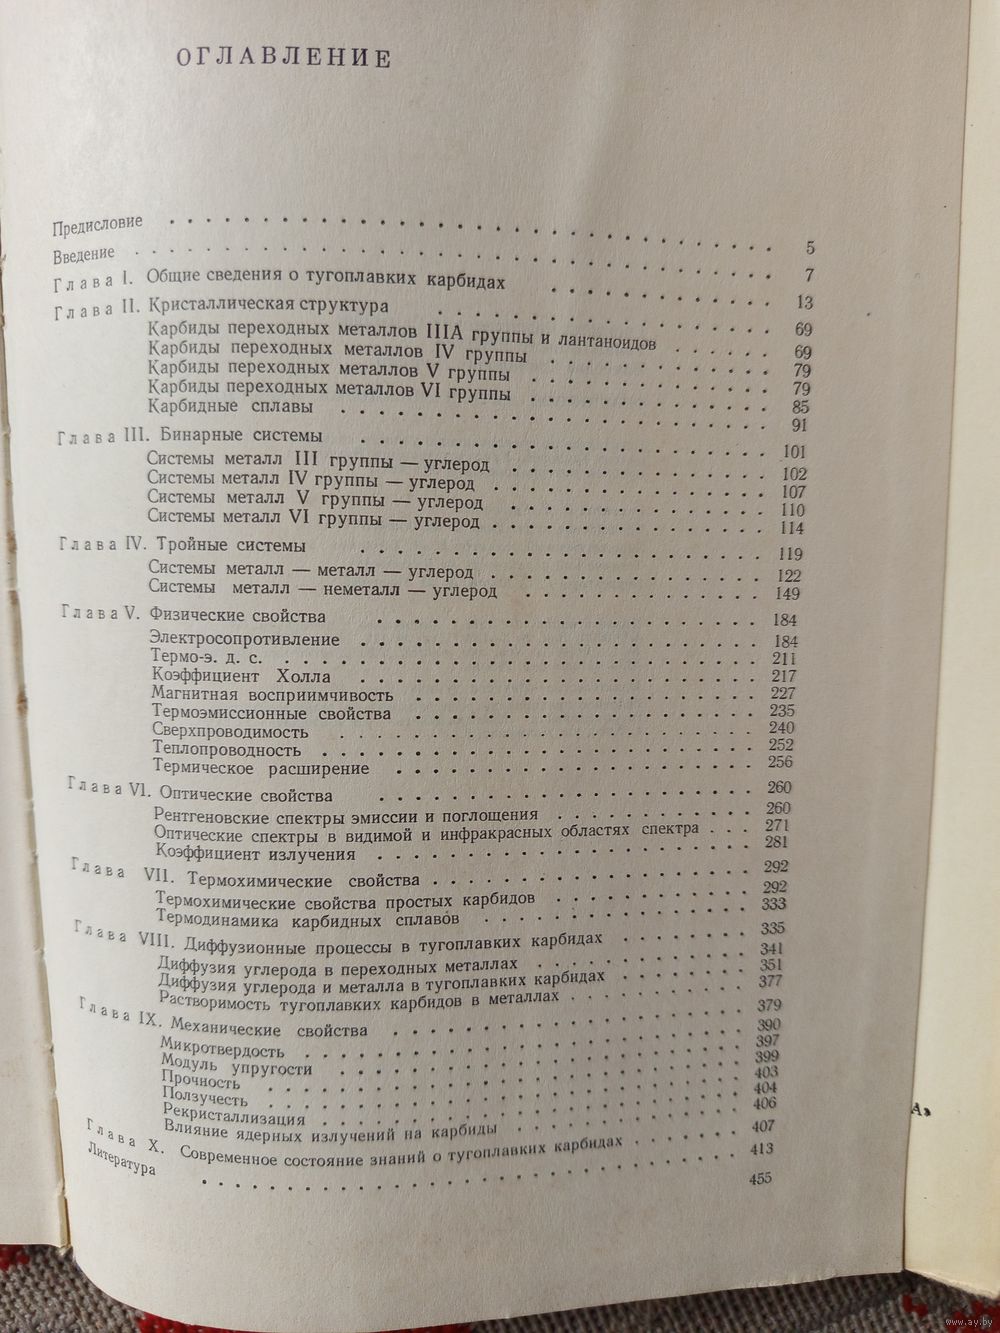 ОГЛАВЛЕНИЕ
Предисловие . . . . . . . . . . 5
Введение . . . . . . . . . . 7
Глава I. Общие сведения о тугоплавких карбидах . . . . . 13
Глава II. Кристаллическая структура . . . . . 69
Карбиды переходных металлов IIIA группы и лантаноидов . . . . . 69
Карбиды переходных металлов IV группы . . . . . 79
Карбиды переходных металлов V группы . . . . . 79
Карбиды переходных металлов VI группы . . . . . 85
Карбидные сплавы . . . . . 91
Глава III. Бинарные системы . . . . . 101
Системы металл III группы — углерод . . . . . 102
Системы металл IV группы — углерод . . . . . 107
Системы металл V группы — углерод . . . . . 110
Системы металл VI группы — углерод . . . . . 114
Глава IV. Тройные системы . . . . . 119
Системы металл — металл — углерод . . . . . 122
Системы металл — неметалл — углерод . . . . . 149
Глава V. Физические свойства . . . . . 184
Электросопротивление . . . . . 184
Термо-э. д. с. . . . . . 211
Коэффициент Холла . . . . . 217
Магнитная восприимчивость . . . . . 227
Термоэмиссионные свойства . . . . . 235
Сверхпроводимость . . . . . 240
Теплопроводность . . . . . 252
Термическое расширение . . . . . 256
Глава VI. Оптические свойства . . . . . 260
Рентгеновские спектры эмиссии и поглощения . . . . . 260
Оптические спектры в видимой и инфракрасных областях спектра . . . 271
Коэффициент излучения . . . . . 281
Глава VII. Термохимические свойства . . . . . 292
Термохимические свойства простых карбидов . . . . . 292
Термодинамика карбидных сплавов . . . . . 333
Глава VIII. Диффузионные процессы в тугоплавких карбидах . . . . . 335
Диффузия углерода в переходных металлах . . . . . 341
Диффузия углерода и металла в тугоплавких карбидах . . . . . 351
Растворимость тугоплавких карбидов в металлах . . . . . 377
Глава IX. Механические свойства . . . . . 379
Микротвердость . . . . . 390
Модуль упругости . . . . . 397
Прочность . . . . . 399
Ползучесть . . . . . 403
Рекристаллизация . . . . . 404
Влияние ядерных излучений на карбиды . . . . . 406
Глава X. Современное состояние знаний о тугоплавких карбидах . . . . . 407
Литература . . . . . 413
455
www.ay.by